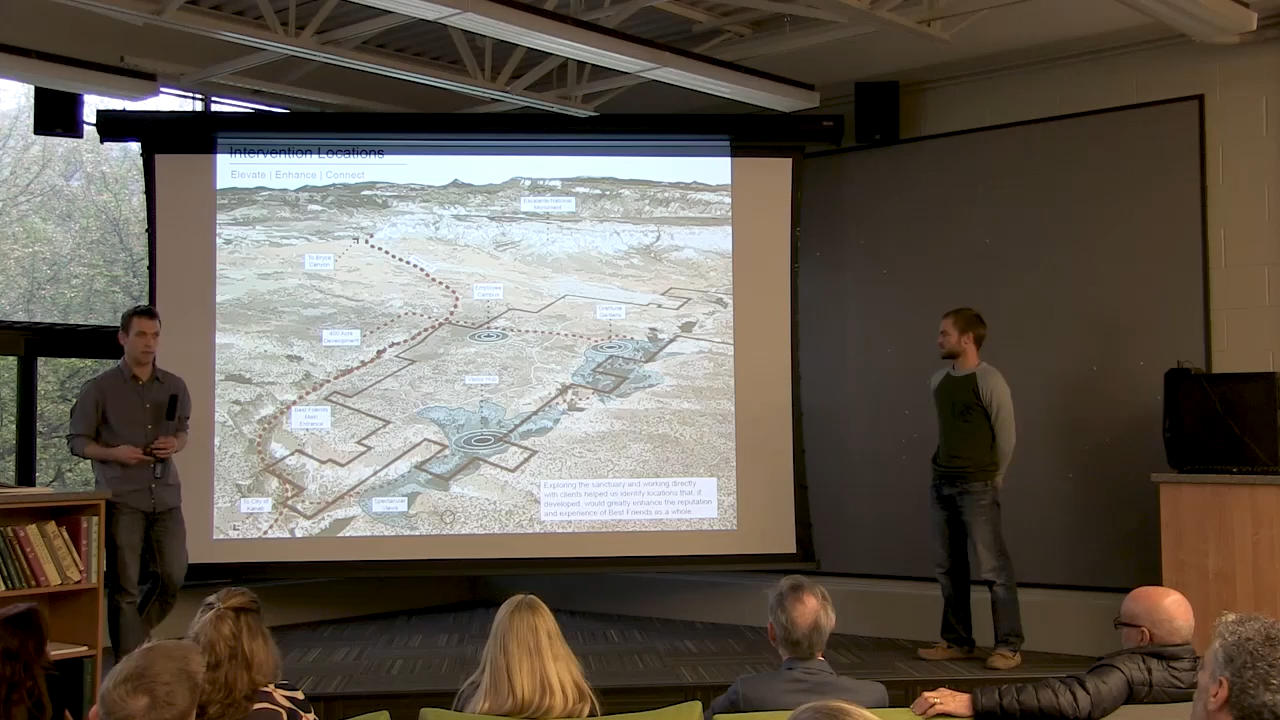 Intervention Locations
Elevate | Enhance | Connect
Escalante National
Monument
To Bryce
Canyon
Employee
Campus
Gratitude
Gardens
400 Acre
Development
Visitor Hub
Best Friends
Main
Entrance
To City of
Kanab
Spectacular
Views
Exploring the sanctuary and working directly
with clients helped us identify locations that, if
developed, would greatly enhance the reputation
and experience of Best Friends as a whole.